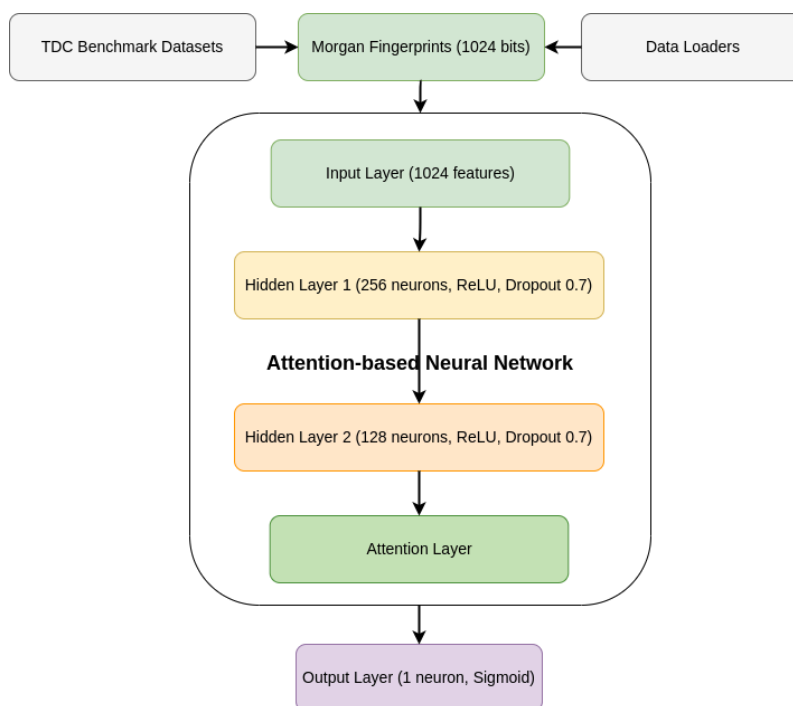 TDC Benchmark Datasets
Morgan Fingerprints (1024 bits)
Data Loaders
Input Layer (1024 features)
Hidden Layer 1 (256 neurons, ReLU, Dropout 0.7)
Attention-based Neural Network
Hidden Layer 2 (128 neurons, ReLU, Dropout 0.7)
Attention Layer
Output Layer (1 neuron, Sigmoid)